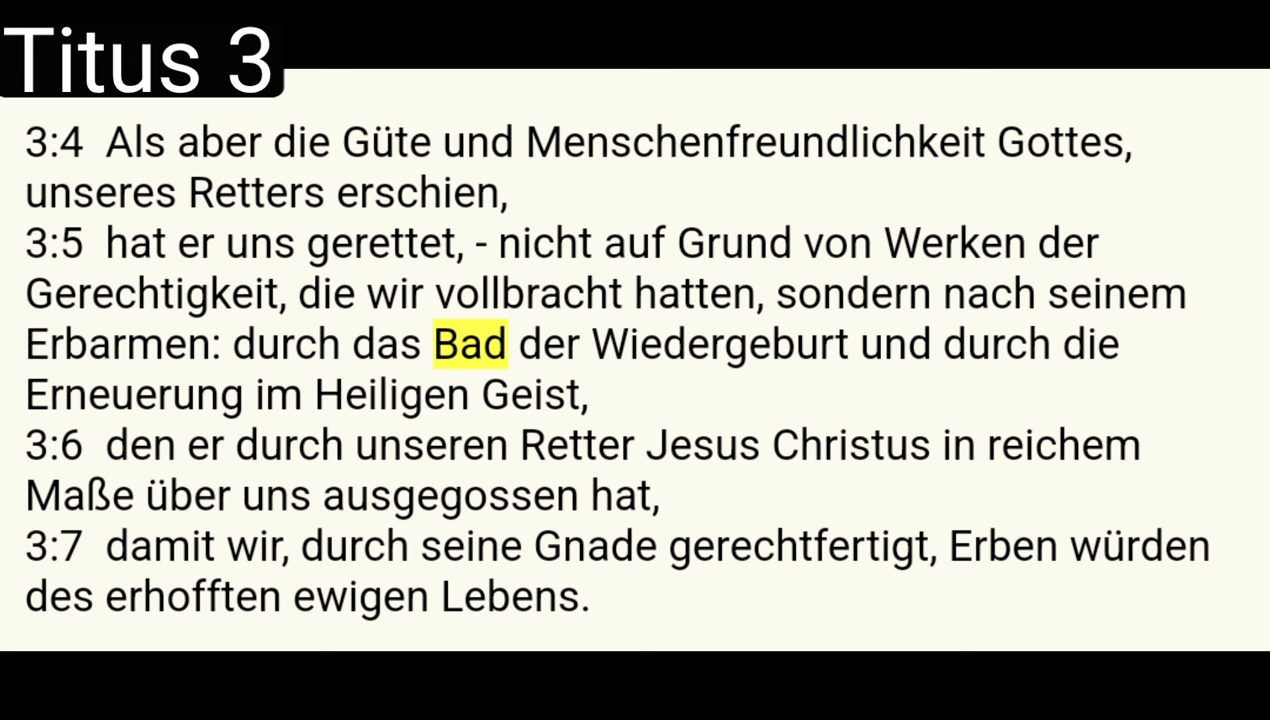 Titus 3
3:4 Als aber die Güte und Menschenfreundlichkeit Gottes,
unseres Retters erschien,
3:5 hat er uns gerettet, - nicht auf Grund von Werken der
Gerechtigkeit, die wir vollbracht hatten, sondern nach seinem
Erbarmen: durch das Bad der Wiedergeburt und durch die
Erneuerung im Heiligen Geist,
3:6 den er durch unseren Retter Jesus Christus in reichem
Maße über uns ausgegossen hat,
3:7 damit wir, durch seine Gnade gerechtfertigt, Erben würden
des erhofften ewigen Lebens.